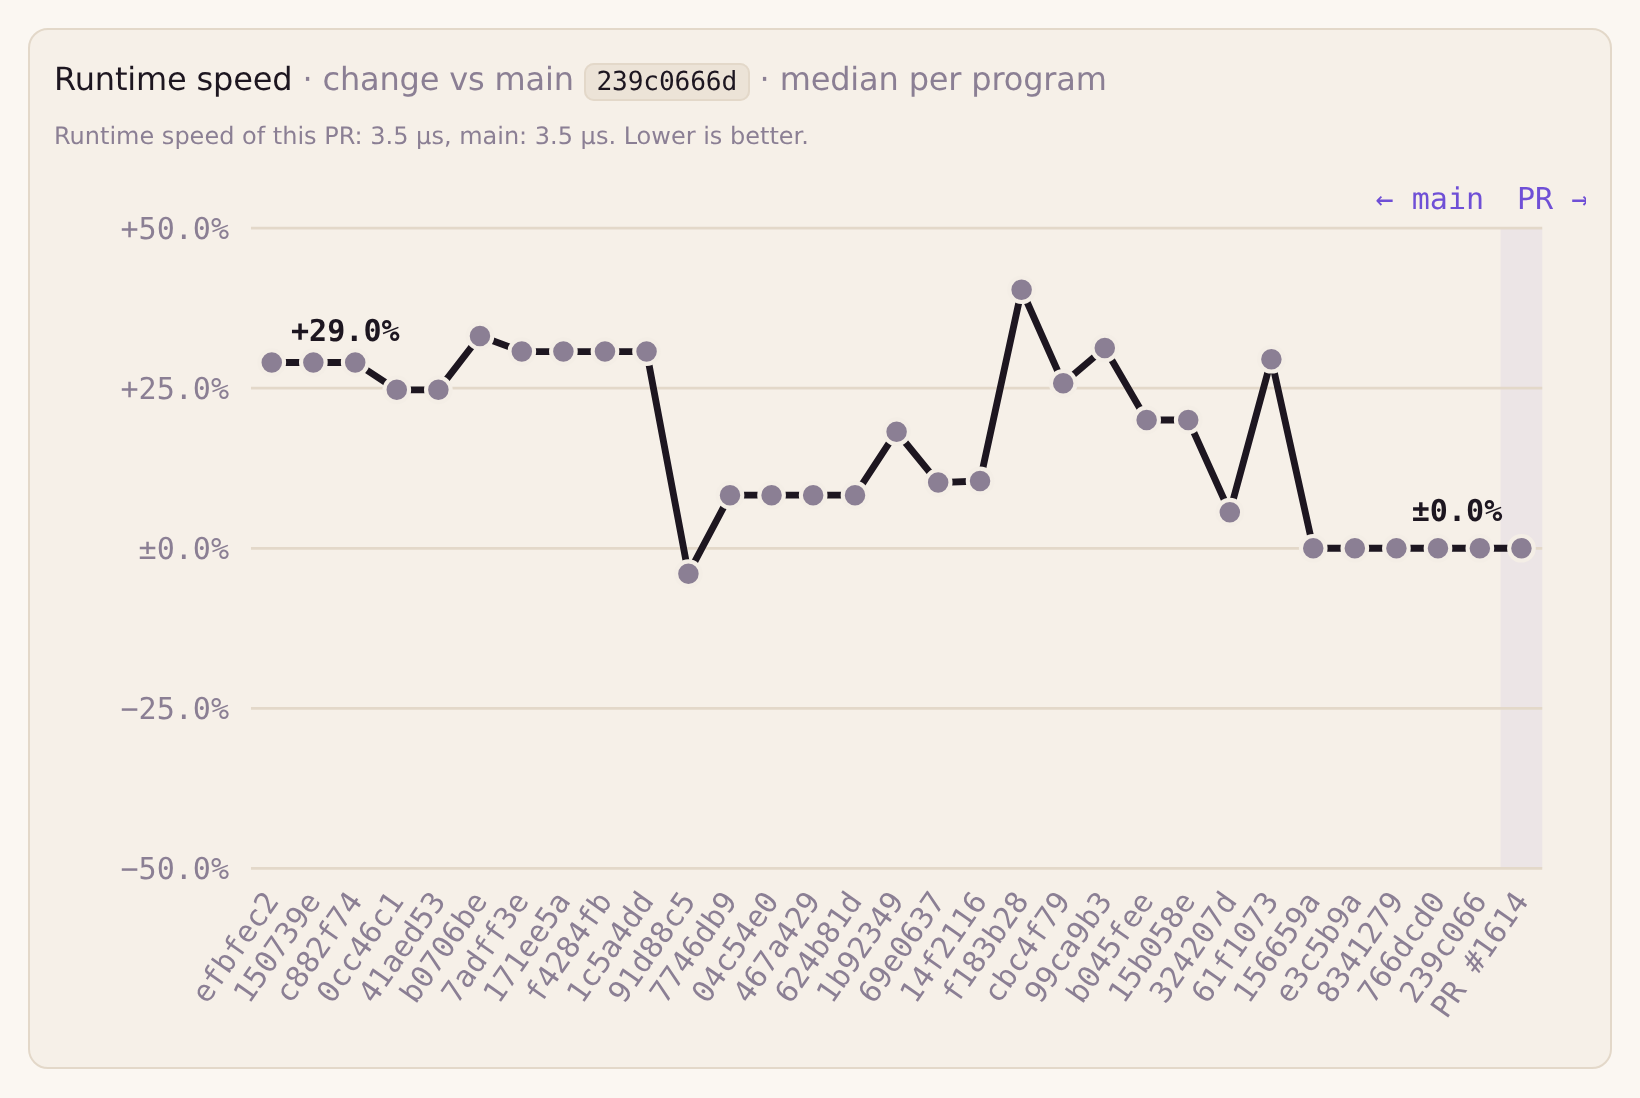 Runtime speed · change vs main 239c0666d · median per program
Runtime speed of this PR: 3.5 µs, main: 3.5 µs. Lower is better.
← main PR →
+50.0%
+29.0%
+25.0%
±0.0%
±0.0%
−25.0%
−50.0%
efbfec2
150739e
c882f74
0cc46c1
41aed53
b0706be
7adff3e
171ee5a
f4284fb
1c5a4dd
91d88c5
7746db9
04c54e0
467a429
624b81d
1b92349
69e0637
14f2116
f183b28
cbc4f79
99ca9b3
b045fee
15b058e
324207d
61f1073
156659a
e3c5b9a
8341279
766dcd0
239c066
PR #1614